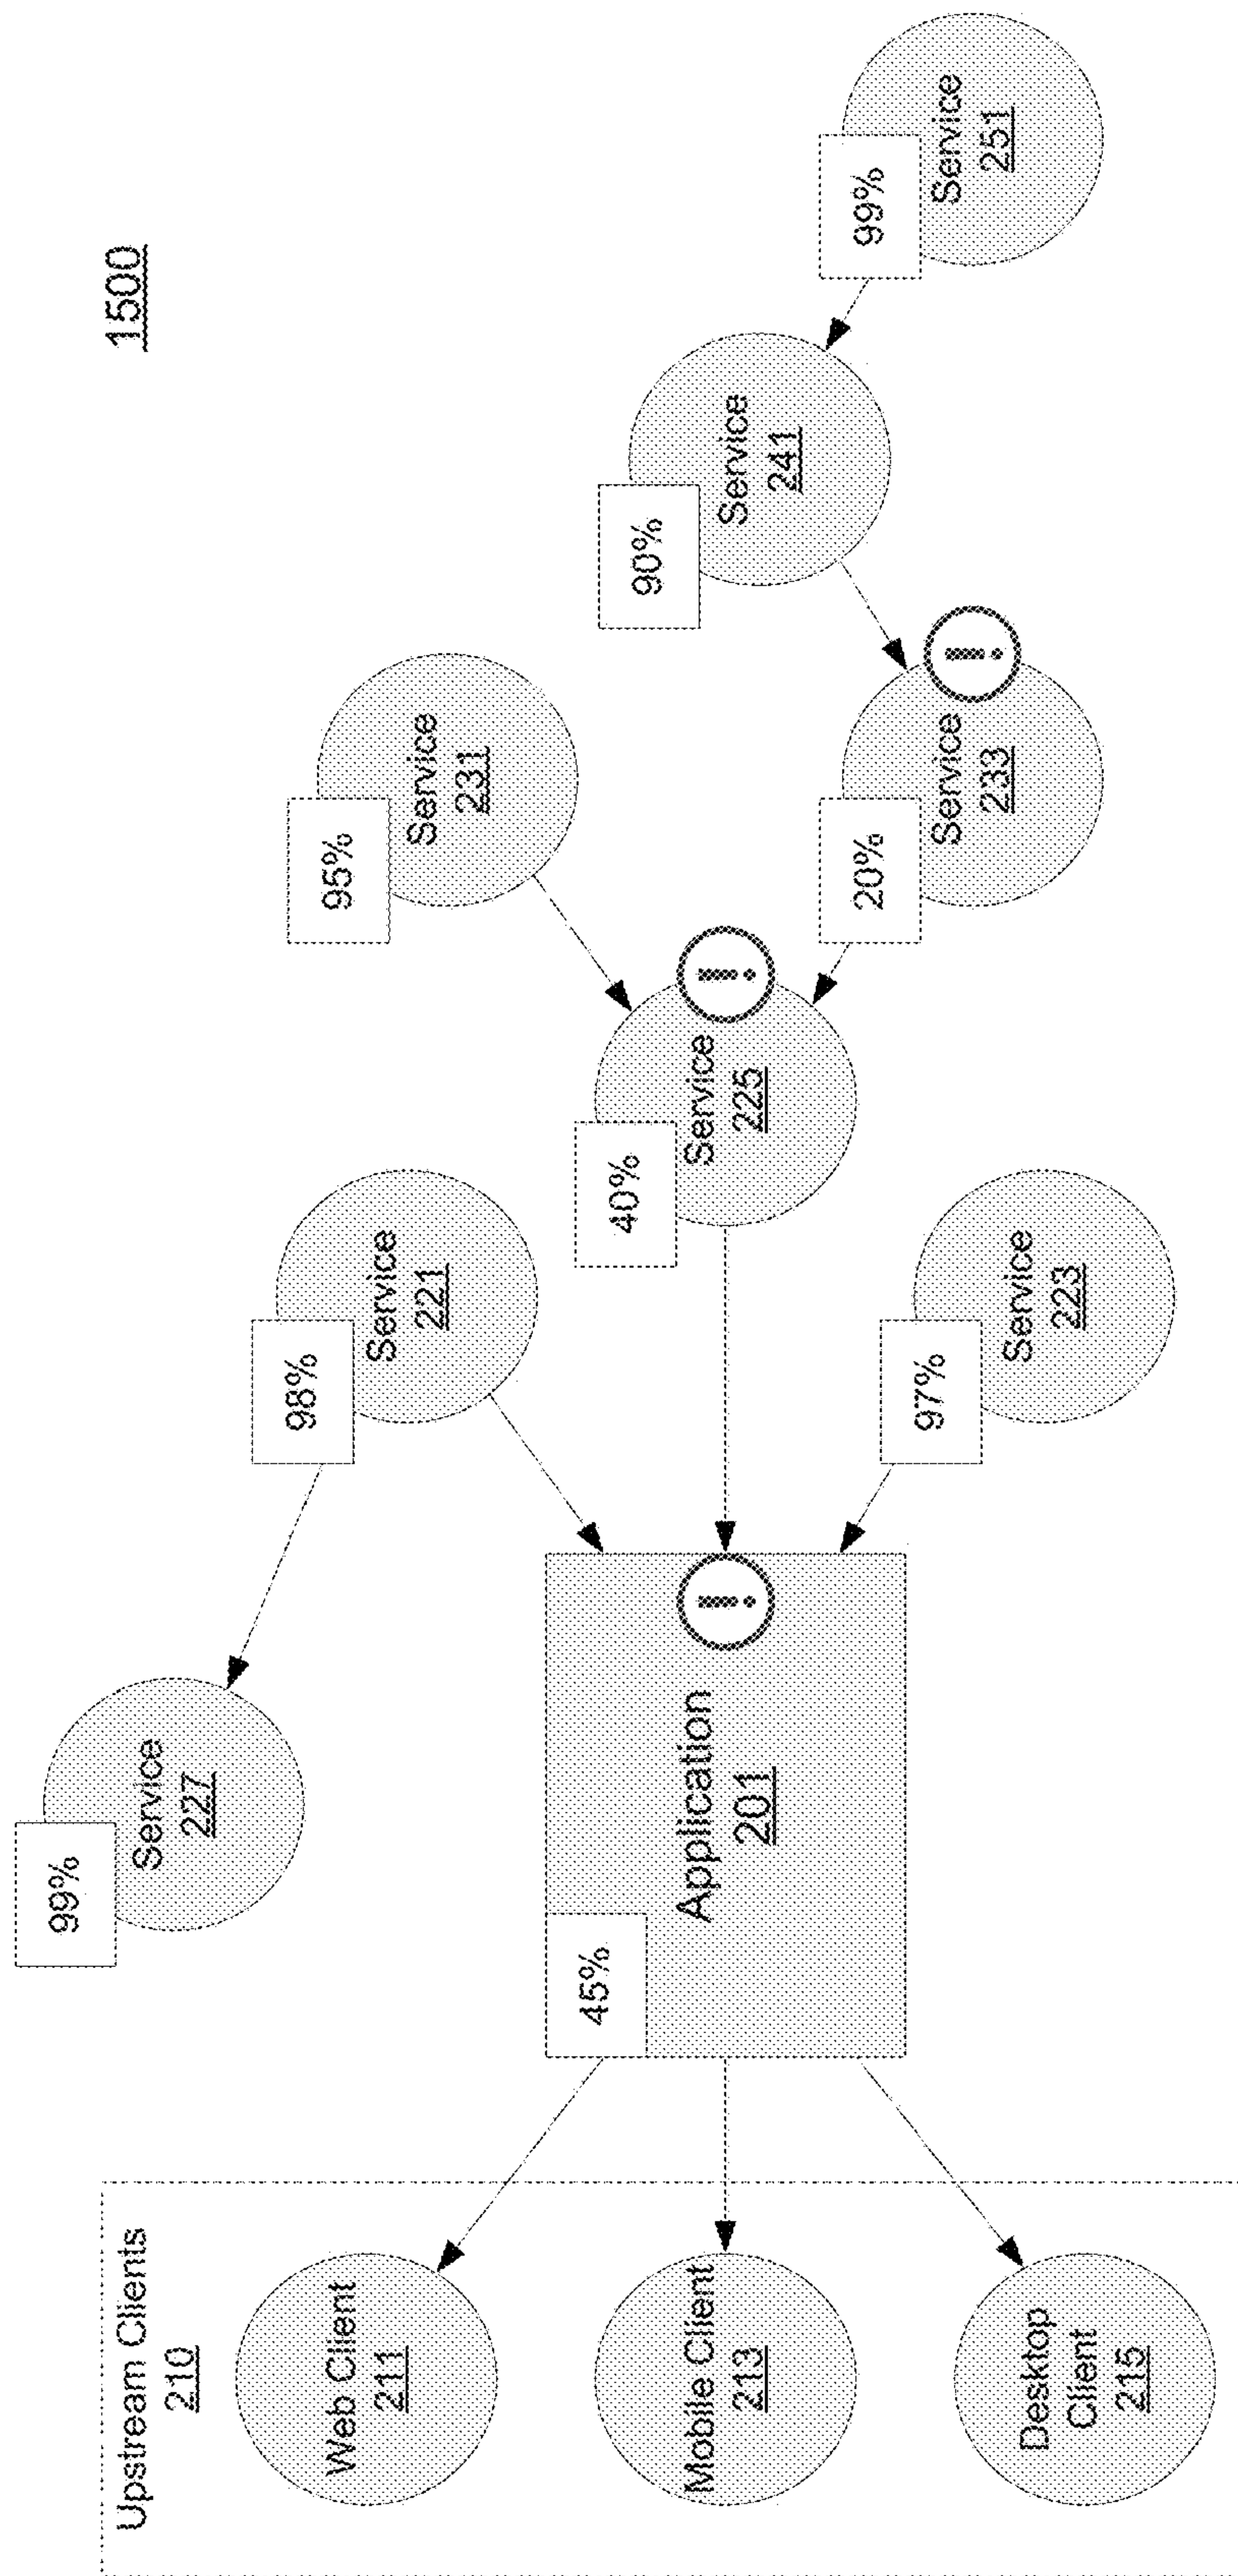 1500
Upstream Clients
210
Web Client
211
Mobile Client
213
Desktop
Client
215
45%
Application
201
!
99%
Service
227
98%
Service
221
97%
Service
223
40%
Service
225
!
95%
Service
231
20%
Service
233
!
90%
Service
241
99%
Service
251